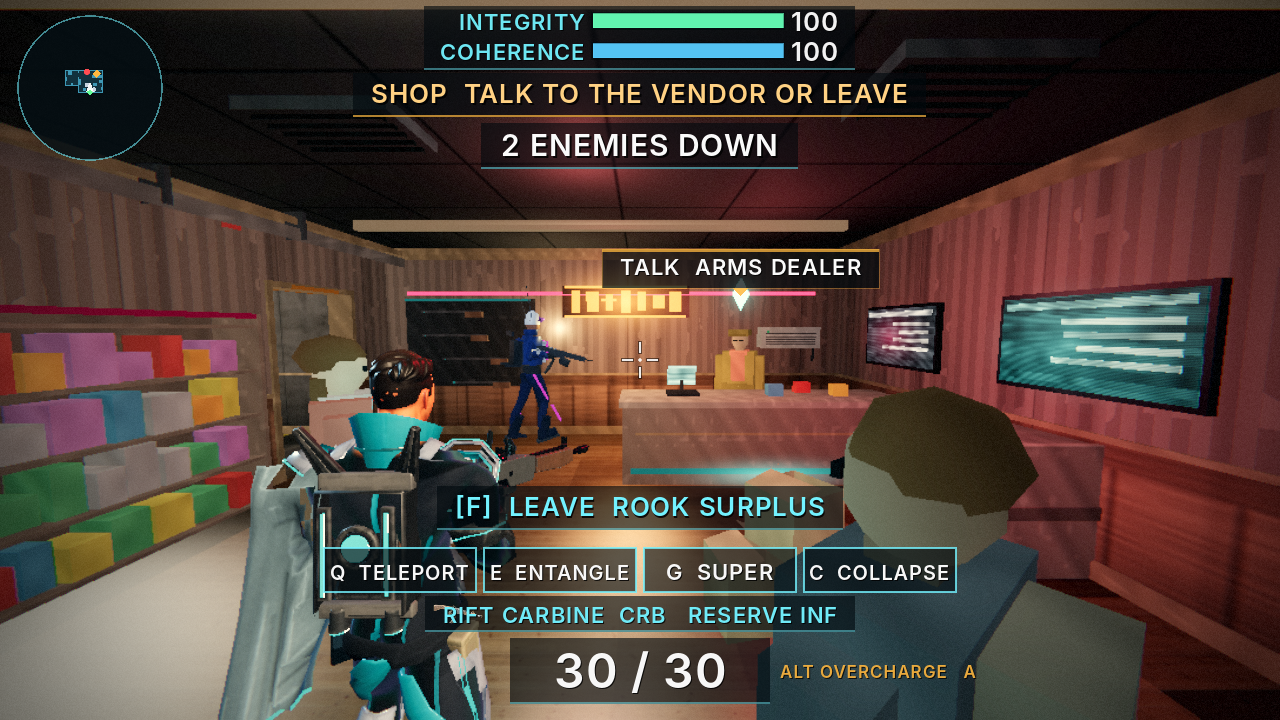 INTEGRITY 100
COHERENCE 100
SHOP TALK TO THE VENDOR OR LEAVE
2 ENEMIES DOWN
TALK ARMS DEALER
[F] LEAVE ROOK SURPLUS
Q TELEPORT E ENTANGLE G SUPER C COLLAPSE
RIFT CARBINE CRB RESERVE INF
30 / 30
ALT OVERCHARGE A